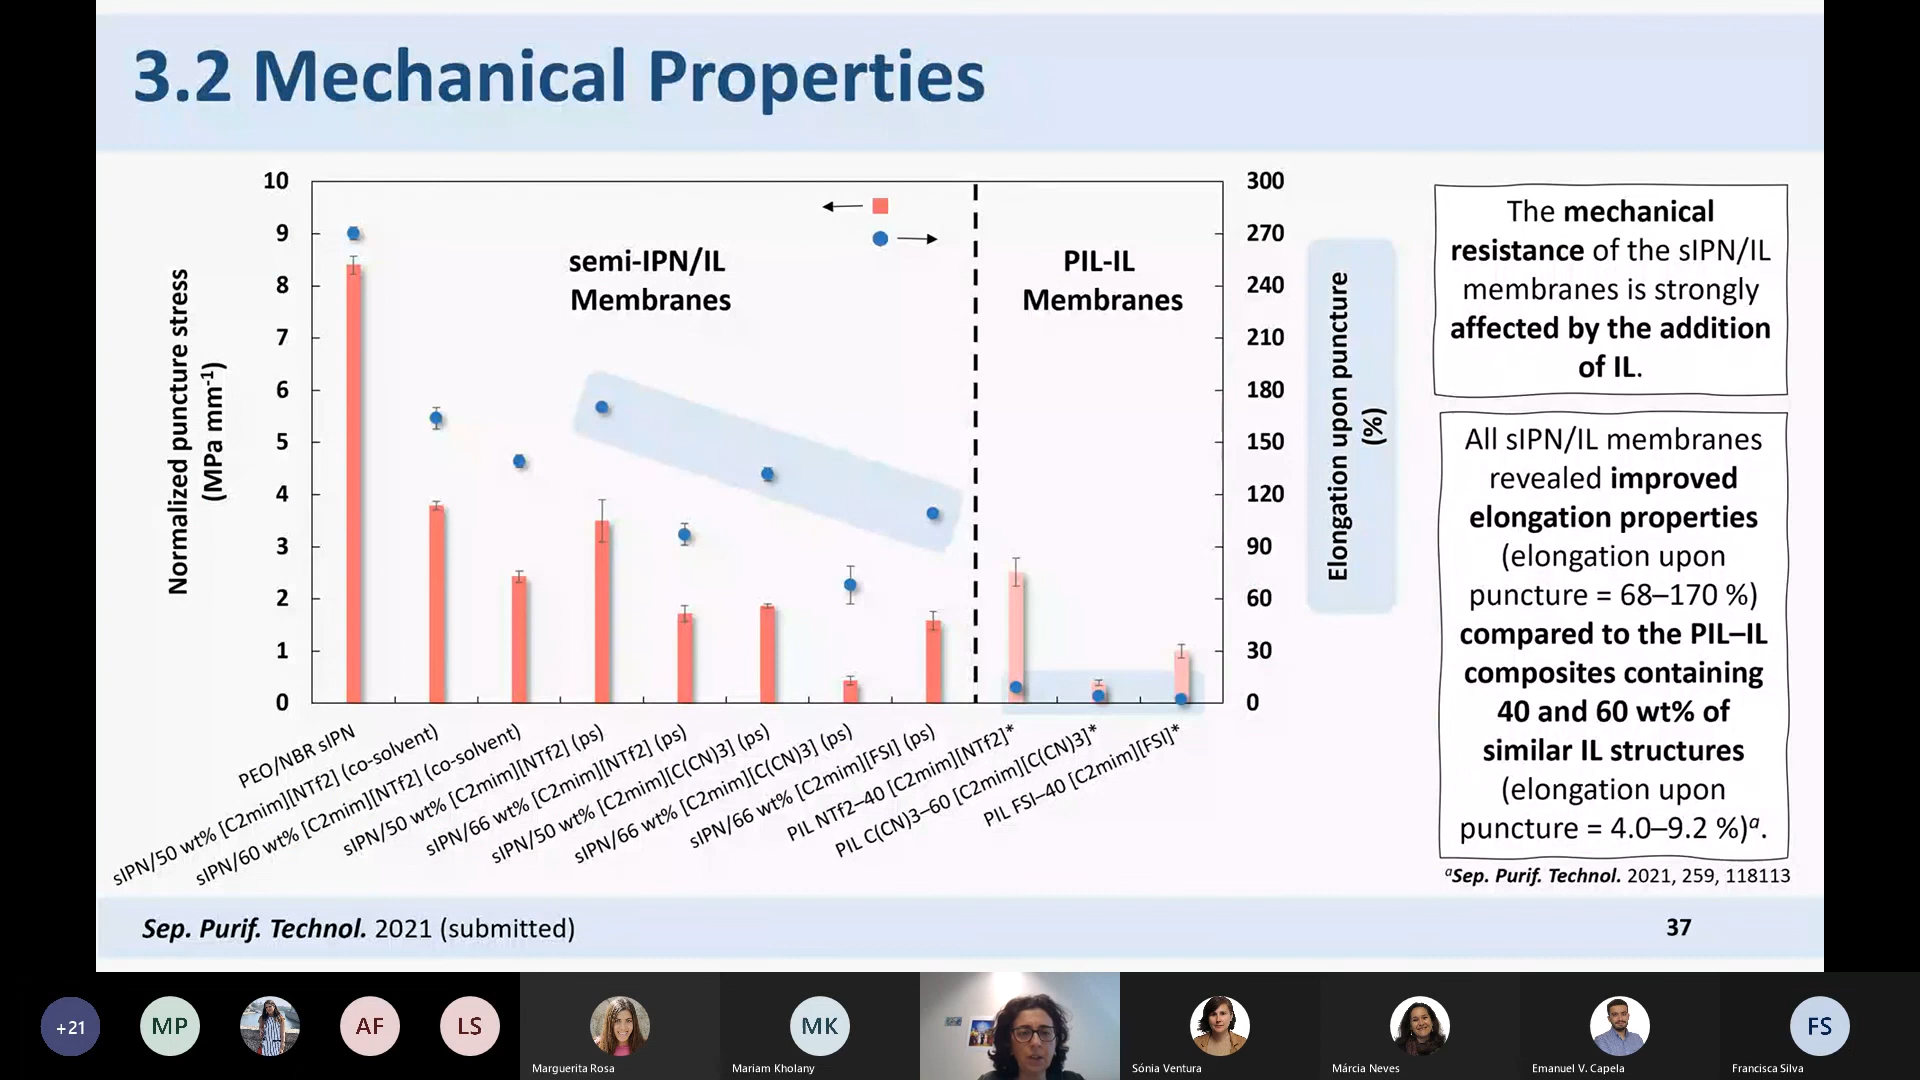 3.2 Mechanical Properties
Normalized puncture stress
(MPa mm-1)
10
9
8
7
6
5
4
3
2
1
0
semi-IPN/IL
Membranes
PIL-IL
Membranes
300
270
240
210
180
150
120
90
60
30
0
Elongation upon puncture
(%)
PEO/NBR sIPN
sIPN/50 wt% [C2mim][NTf2] (co-solvent)
sIPN/60 wt% [C2mim][NTf2] (co-solvent)
sIPN/50 wt% [C2mim][NTf2] (ps)
sIPN/66 wt% [C2mim][NTf2] (ps)
sIPN/50 wt% [C2mim][C(CN)3] (ps)
sIPN/66 wt% [C2mim][C(CN)3] (ps)
sIPN/66 wt% [C2mim][FSI] (ps)
PIL NTf2–40 [C2mim][NTf2]*
PIL C(CN)3–60 [C2mim][C(CN)3]*
PIL FSI–40 [C2mim][FSI]*
The mechanical
resistance of the sIPN/IL
membranes is strongly
affected by the addition
of IL.
All sIPN/IL membranes
revealed improved
elongation properties
(elongation upon
puncture = 68–170 %)
compared to the PIL–IL
composites containing
40 and 60 wt% of
similar IL structures
(elongation upon
puncture = 4.0–9.2 %)a.
aSep. Purif. Technol. 2021, 259, 118113
Sep. Purif. Technol. 2021 (submitted)
37
+21
MP
AF
LS
Marguerita Rosa
MK
Mariam Kholany
Sónia Ventura
Márcia Neves
Emanuel V. Capela
FS
Francisca Silva